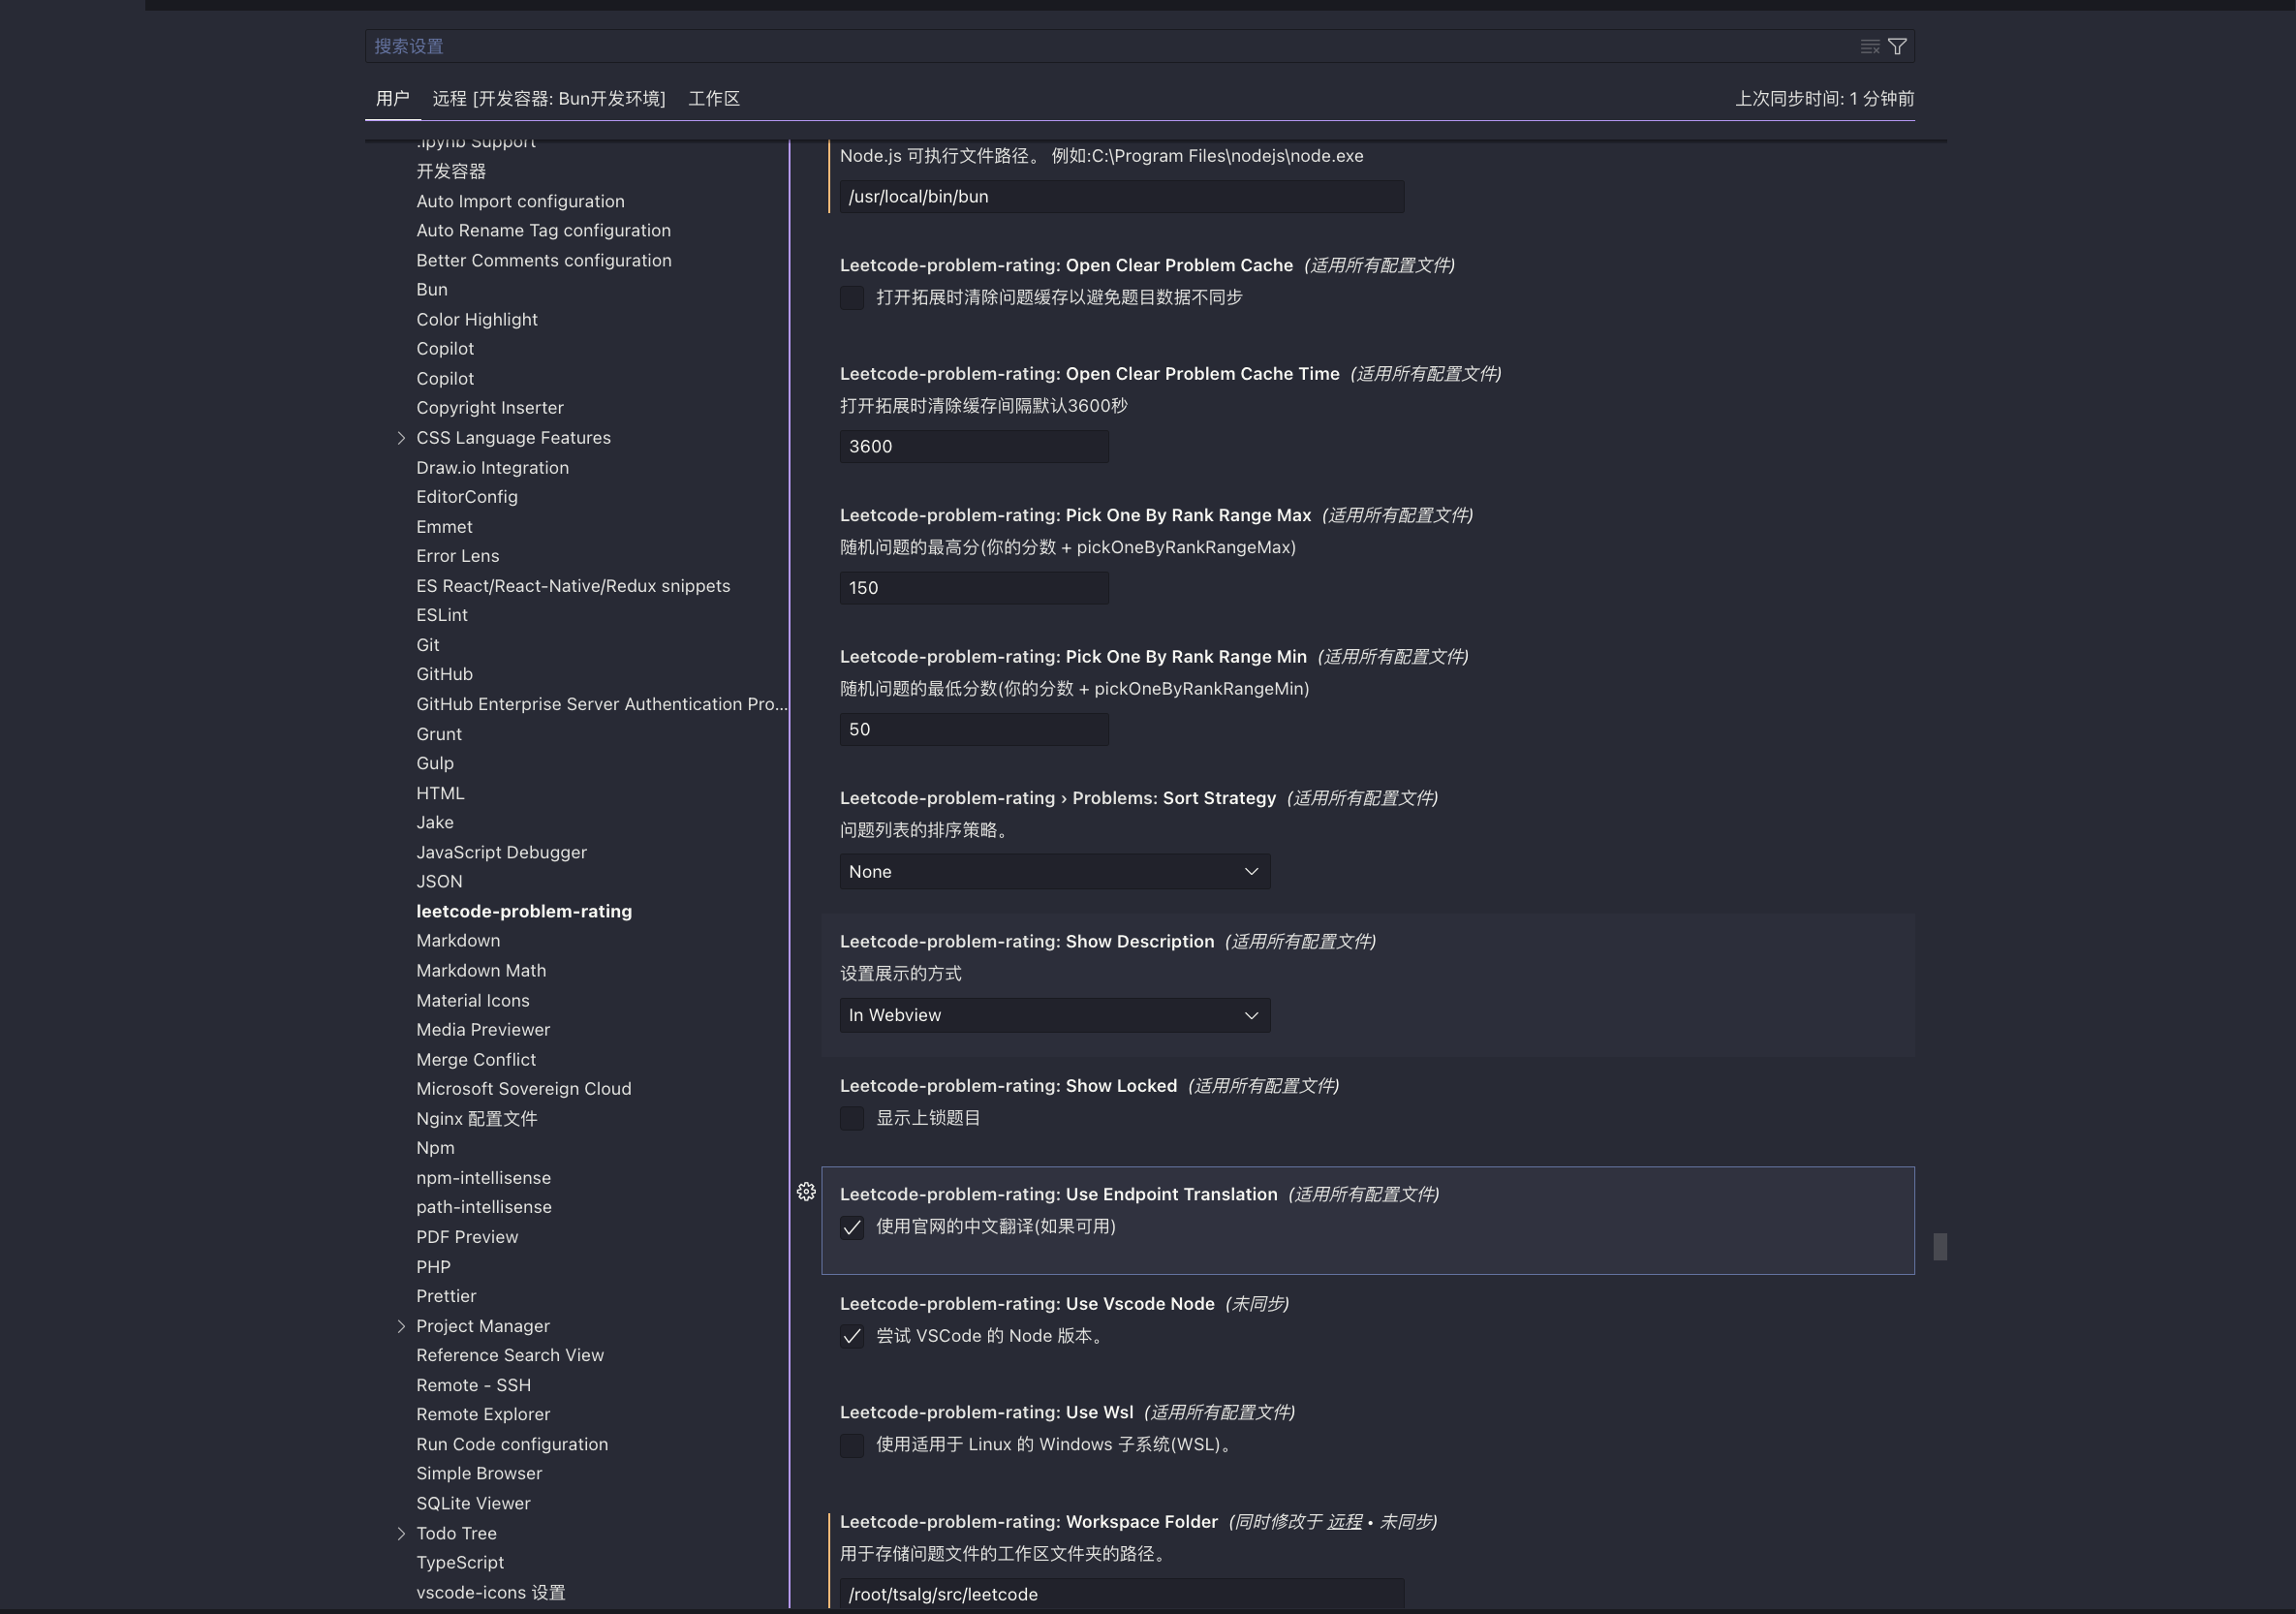 搜索设置
用户 远程 [开发容器: Bun开发环境] 工作区 上次同步时间: 1 分钟前
.ipynb Support
开发容器
Auto Import configuration
Auto Rename Tag configuration
Better Comments configuration
Bun
Color Highlight
Copilot
Copilot
Copyright Inserter
CSS Language Features
Draw.io Integration
EditorConfig
Emmet
Error Lens
ES React/React-Native/Redux snippets
ESLint
Git
GitHub
GitHub Enterprise Server Authentication Pro...
Grunt
Gulp
HTML
Jake
JavaScript Debugger
JSON
leetcode-problem-rating
Markdown
Markdown Math
Material Icons
Media Previewer
Merge Conflict
Microsoft Sovereign Cloud
Nginx 配置文件
Npm
npm-intellisense
path-intellisense
PDF Preview
PHP
Prettier
Project Manager
Reference Search View
Remote - SSH
Remote Explorer
Run Code configuration
Simple Browser
SQLite Viewer
Todo Tree
TypeScript
vscode-icons 设置
Node.js 可执行文件路径。 例如:C:\Program Files\nodejs\node.exe
/usr/local/bin/bun
Leetcode-problem-rating: Open Clear Problem Cache (适用所有配置文件)
打开拓展时清除问题缓存以避免题目数据不同步
Leetcode-problem-rating: Open Clear Problem Cache Time (适用所有配置文件)
打开拓展时清除缓存间隔默认3600秒
3600
Leetcode-problem-rating: Pick One By Rank Range Max (适用所有配置文件)
随机问题的最高分(你的分数 + pickOneByRankRangeMax)
150
Leetcode-problem-rating: Pick One By Rank Range Min (适用所有配置文件)
随机问题的最低分数(你的分数 + pickOneByRankRangeMin)
50
Leetcode-problem-rating › Problems: Sort Strategy (适用所有配置文件)
问题列表的排序策略。
None
Leetcode-problem-rating: Show Description (适用所有配置文件)
设置展示的方式
In Webview
Leetcode-problem-rating: Show Locked (适用所有配置文件)
显示上锁题目
Leetcode-problem-rating: Use Endpoint Translation (适用所有配置文件)
使用官网的中文翻译(如果可用)
Leetcode-problem-rating: Use Vscode Node (未同步)
尝试 VSCode 的 Node 版本。
Leetcode-problem-rating: Use Wsl (适用所有配置文件)
使用适用于 Linux 的 Windows 子系统(WSL)。
Leetcode-problem-rating: Workspace Folder (同时修改于 远程 • 未同步)
用于存储问题文件的工作区文件夹的路径。
/root/tsalg/src/leetcode